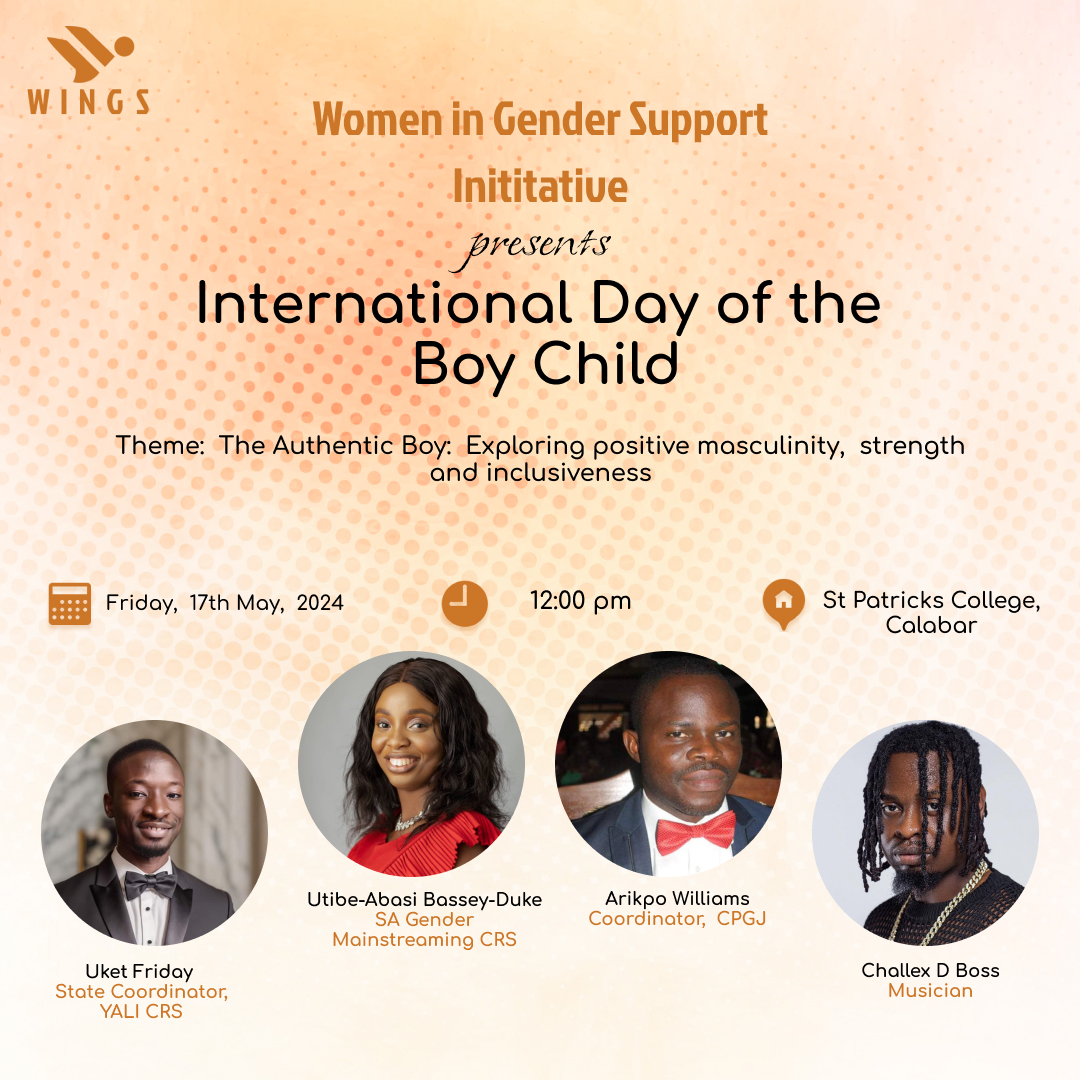 WINGS
Women in Gender Support
Inititative
presents
International Day of the
Boy Child
Theme: The Authentic Boy: Exploring positive masculinity, strength
and inclusiveness
Friday, 17th May, 2024
12:00 pm
St Patricks College,
Calabar
Utibe-Abasi Bassey-Duke
SA Gender
Mainstreaming CRS
Arikpo Williams
Coordinator, CPGJ
Uket Friday
State Coordinator,
YALI CRS
Challex D Boss
Musician